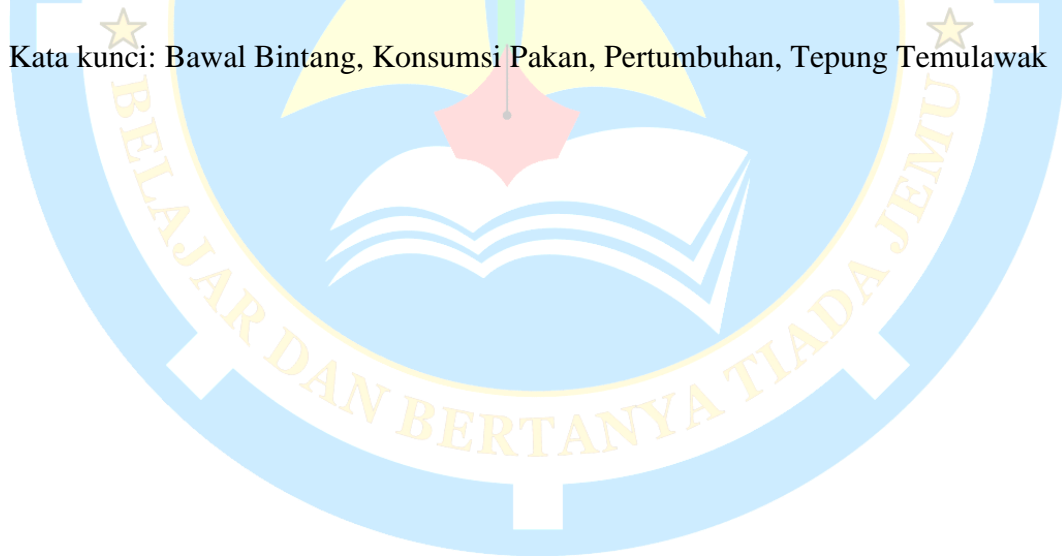 Kata kunci: Bawal Bintang, Konsumsi Pakan, Pertumbuhan, Tepung Temulawak
BELAJAR DAN BERTANYA TIADA JEMU